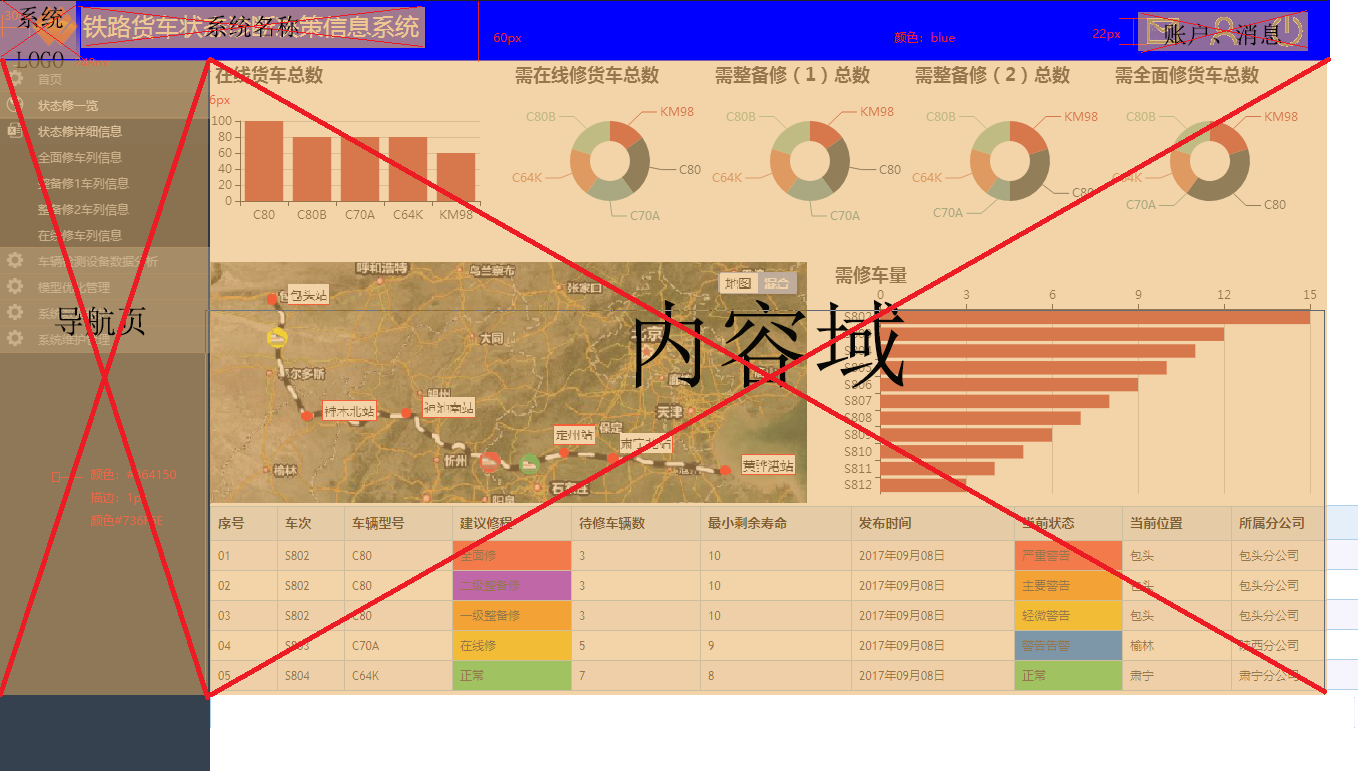 系统
LOGO
铁路货车状
策信息系统
系统名称
60px
颜色：blue
22px
账户、消息
首页
状态修一览
状态修详细信息
全面修车列信息
整备修1车列信息
整备修2车列信息
在线修车列信息
车辆检测设备数据分析
模型优化管理
系统维护管理
导航页
颜色：#364150
描边：1px
内容域
在线货车总数
6px
100
80
60
40
20
0
C80 C80B C70A C64K KM98
需在线修货车总数
C80B KM98 C64K C80 C70A
需整备修（1）总数
C80B KM98 C64K C80 C70A
需整备修（2）总数
C80B KM98 C64K C80 C70A
需全面修货车总数
C80B KM98 C64K C80 C70A
呼和浩特
乌兰察布
张家口
地图 混合
包头站
大同
北京
鄂尔多斯
神木北站
神池南站
天津
定州站
保定
肃宁北站
忻州
榆林
黄骅港站
石家庄
阳泉
需修车量
0 3 6 9 12 15
S802
S805
S806
S807
S808
S809
S810
S811
S812
序号 车次 车辆型号 建议修程 待修车辆数 最小剩余寿命 发布时间 当前状态 当前位置 所属分公司
01 S802 C80 全面修 3 10 2017年09月08日 严重警告 包头 包头分公司
02 S802 C80 二级整备修 3 10 2017年09月08日 主要警告 包头 包头分公司
03 S802 C80 一级整备修 3 10 2017年09月08日 轻微警告 包头 包头分公司
04 S803 C70A 在线修 5 9 2017年09月08日 警告告警 榆林 陕西分公司
05 S804 C64K 正常 7 8 2017年09月08日 正常 肃宁 肃宁分公司